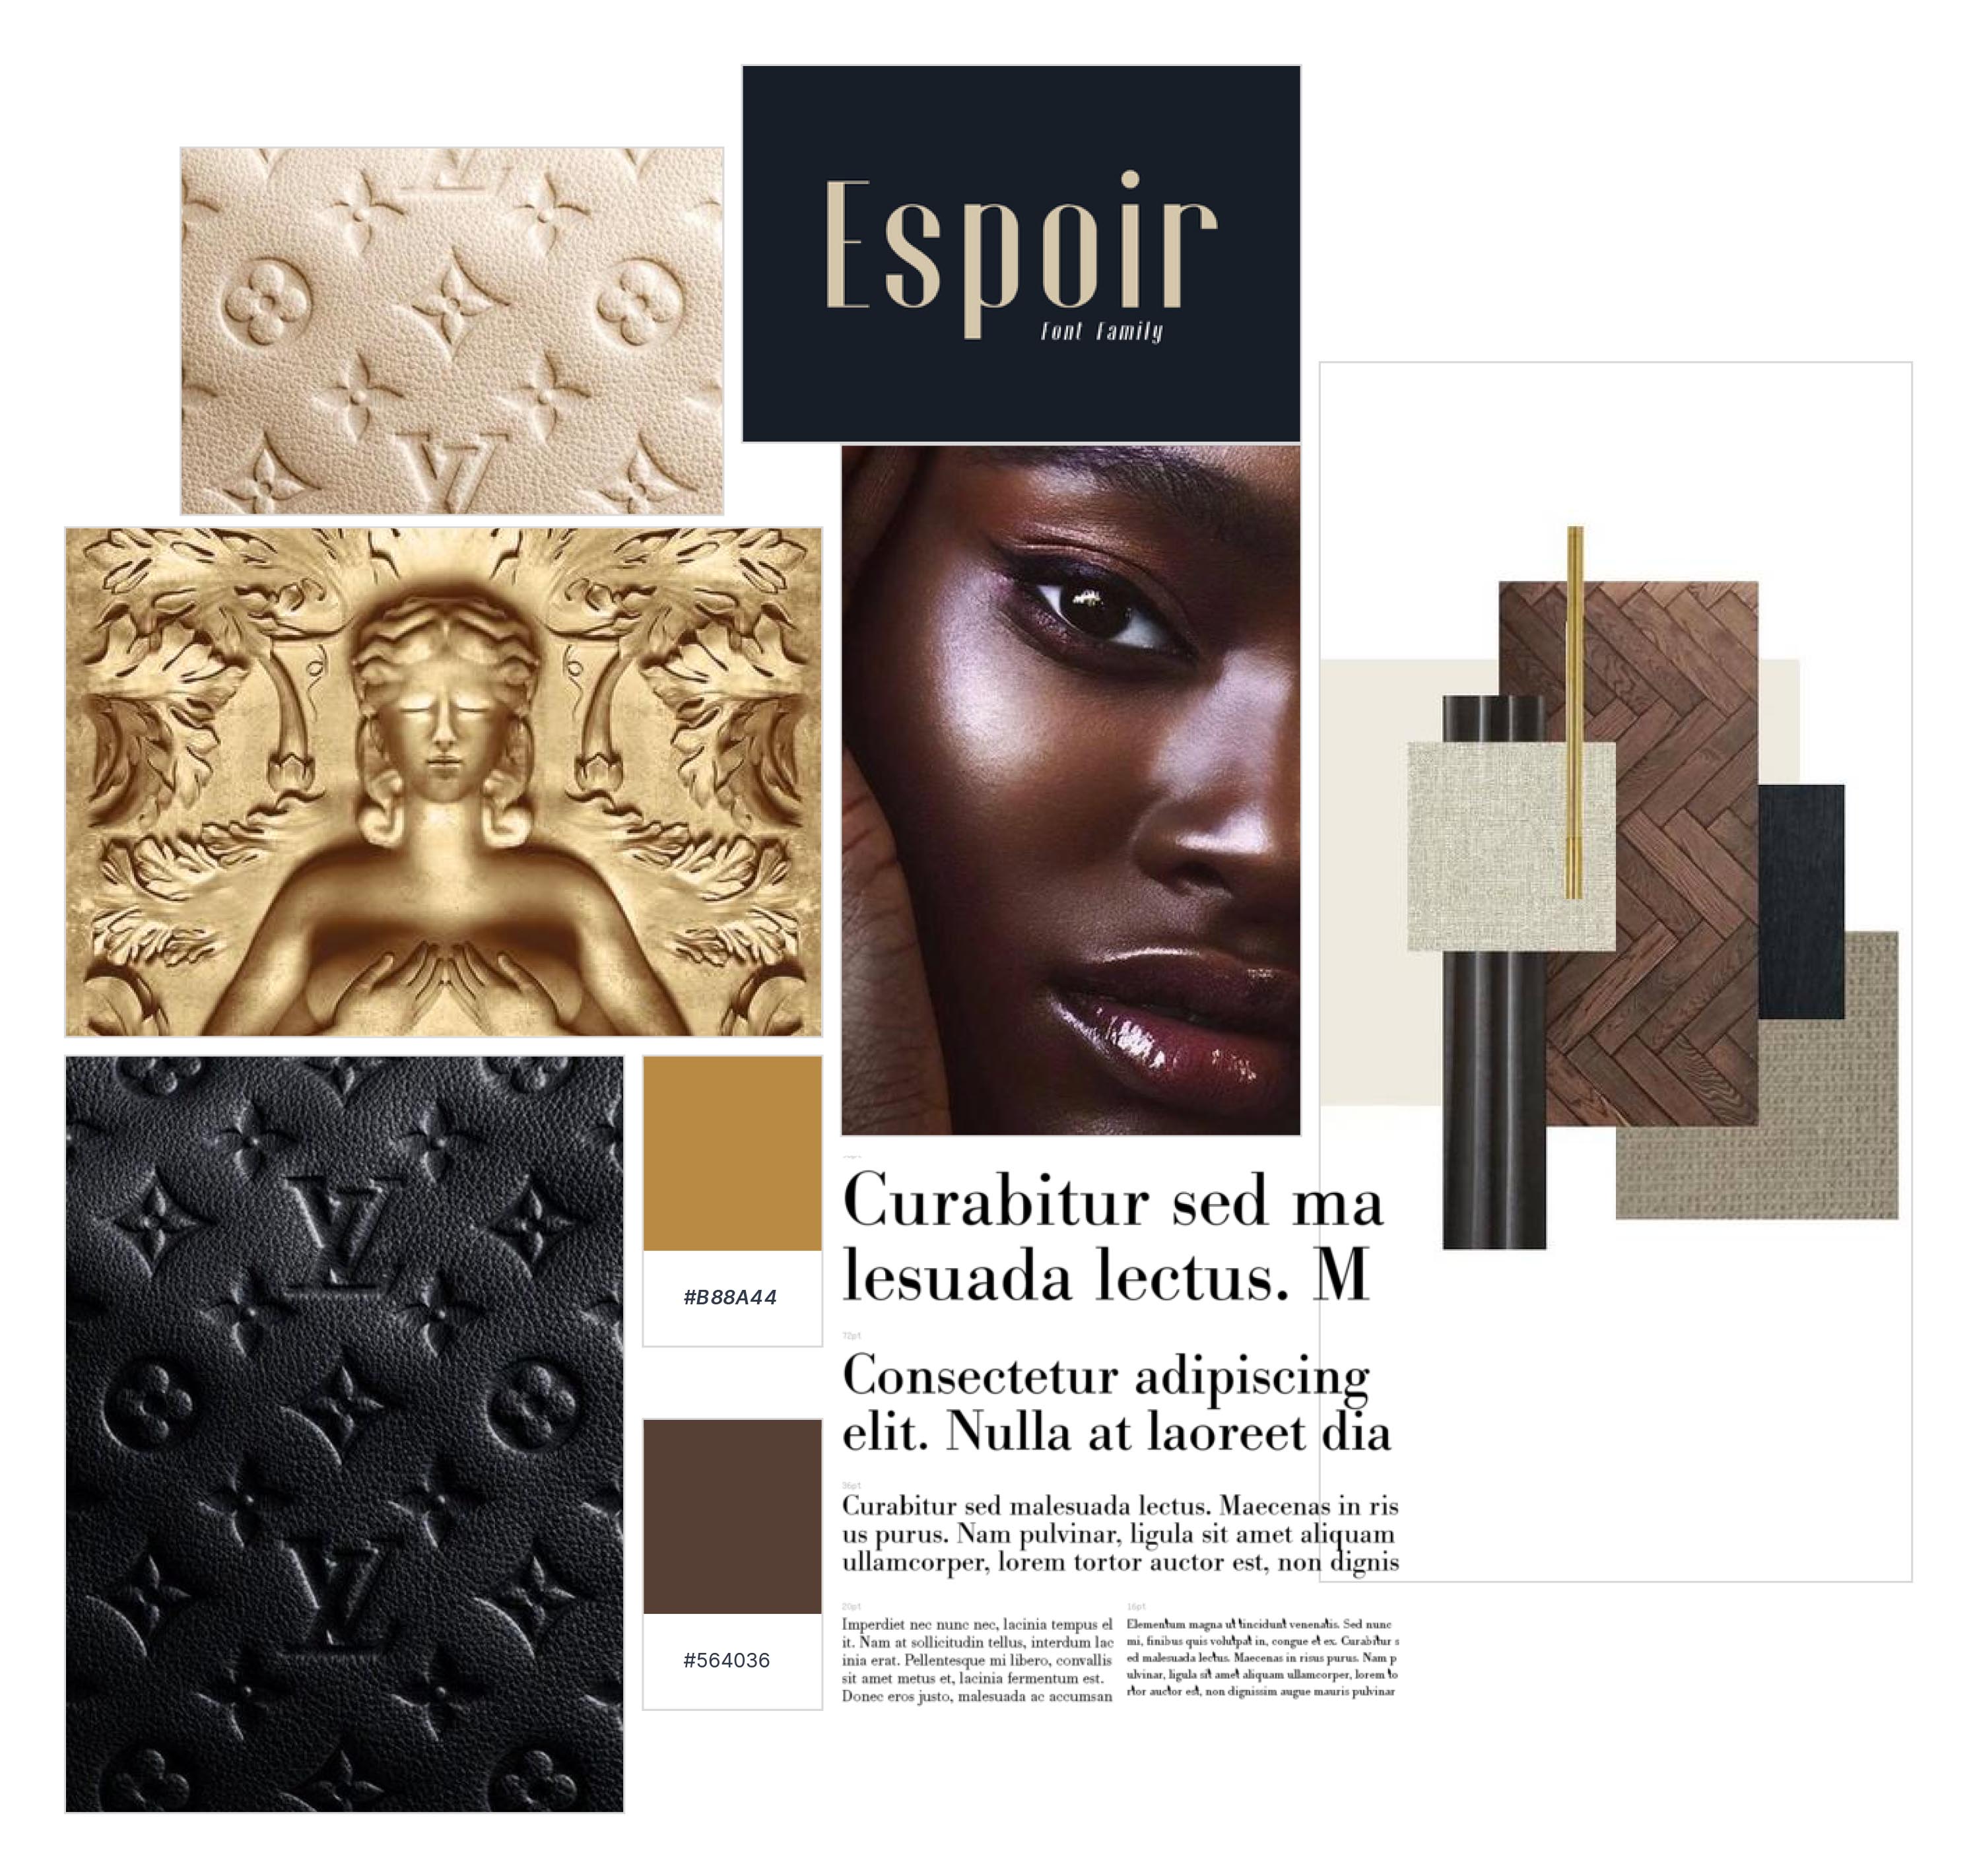 Espoir
Font Family
#B88A44
#564036
Curabitur sed ma
lesuada lectus. M
72pt
Consectetur adipiscing
elit. Nulla at laoreet dia
36pt
Curabitur sed malesuada lectus. Maecenas in ris
us purus. Nam pulvinar, ligula sit amet aliquam
ullamcorper, lorem tortor auctor est, non dignis
20pt
Imperdiet nec nunc nec, lacinia tempus el
it. Nam at sollicitudin tellus, interdum lac
inia erat. Pellentesque mi libero, convallis
sit amet metus et, lacinia fermentum est.
Donec eros justo, malesuada ac accumsan
16pt
Elementum magna ut tincidunt venenatis. Sed nunc
mi, finibus quis volutpat in, congue et ex. Curabitur s
ed malesuada lectus. Maecenas in risus purus. Nam p
ulvinar, ligula sit amet aliquam ullamcorper, lorem to
rtor auctor est, non dignissim augue mauris pulvinar